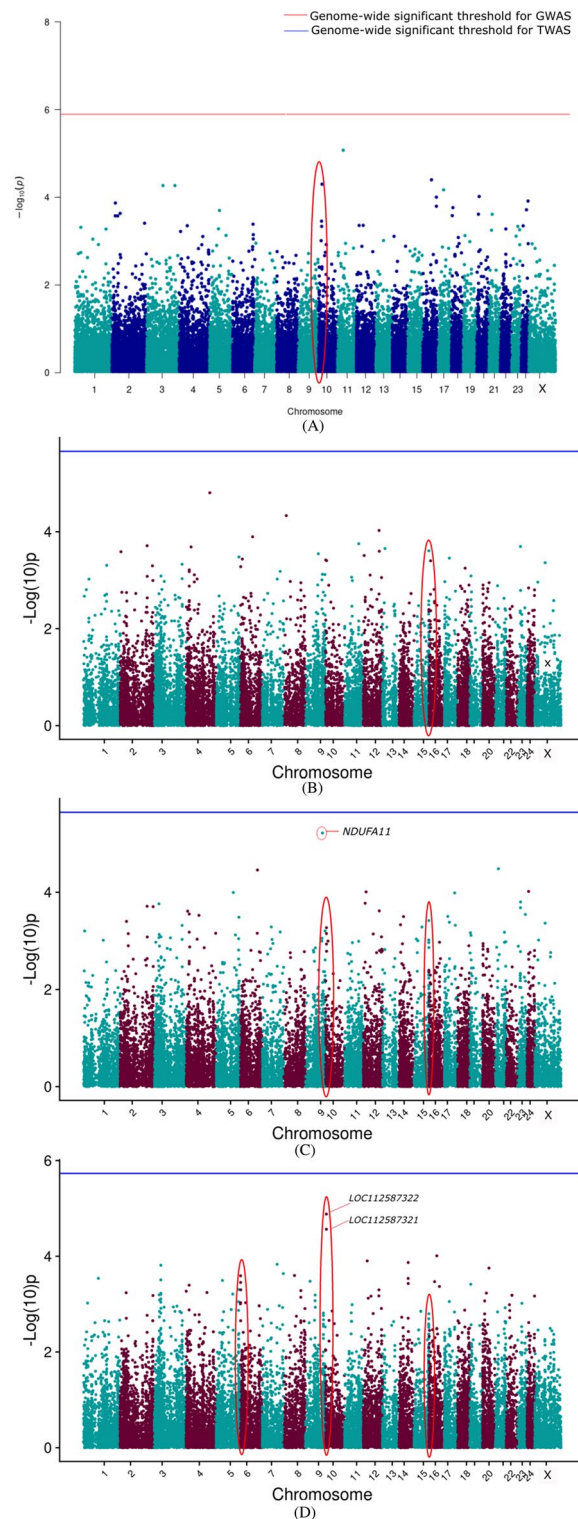 Genome-wide significant threshold for GWAS
Genome-wide significant threshold for TWAS
8
6
4
2
0
−log₁₀(p)
1 2 3 4 5 6 7 8 9 10 11 12 13 15 17 19 21 23 X
Chromosome
(A)
4
2
0
-Log(10)p
X
1 2 3 4 5 6 7 8 9 10 11 12 13 14 15 16 17 18 20 22 23 24 X
Chromosome
(B)
NDUFA11
4
2
0
-Log(10)p
1 2 3 4 5 6 7 8 9 10 11 12 13 14 15 16 17 18 20 22 23 24 X
Chromosome
(C)
6
LOC112587322
LOC112587321
4
2
0
-Log(10)p
1 2 3 4 5 6 7 8 9 10 11 12 13 14 15 16 17 18 20 22 23 24 X
Chromosome
(D)